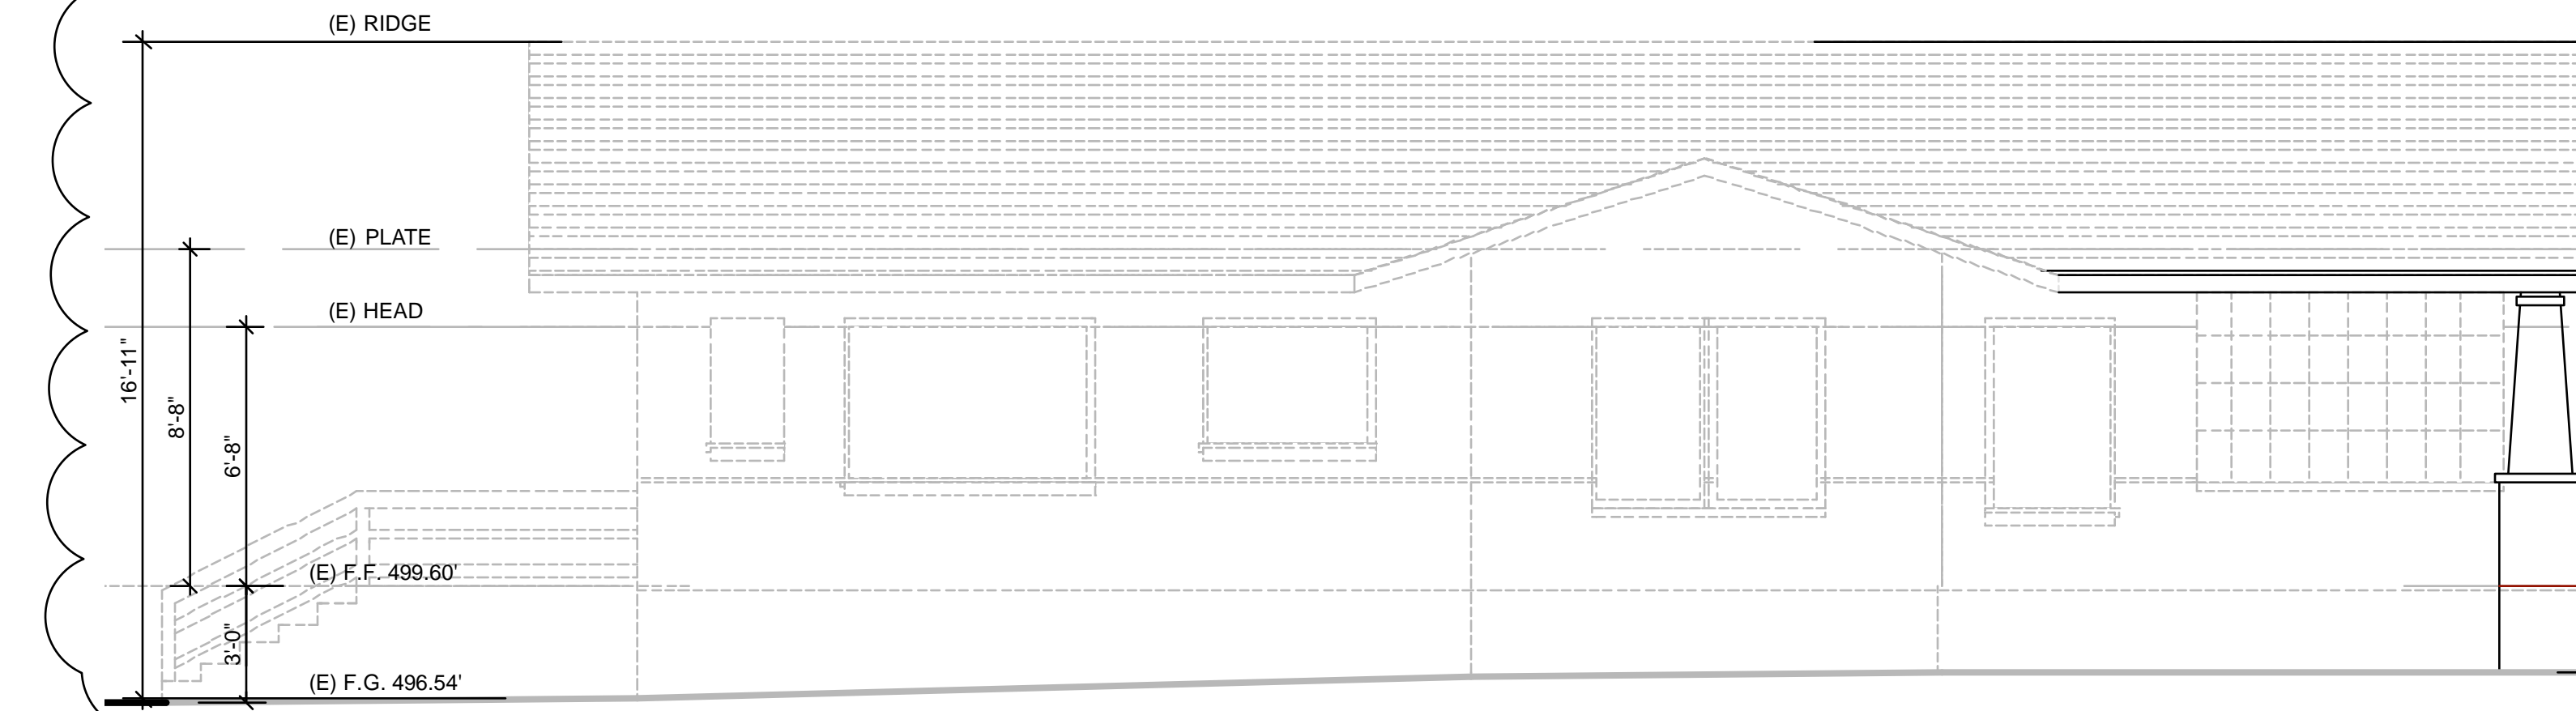 (E) RIDGE
(E) PLATE
(E) HEAD
16'-11"
8'-8"
6'-8"
(E) F.F. 499.60'
3'-0"
(E) F.G. 496.54'